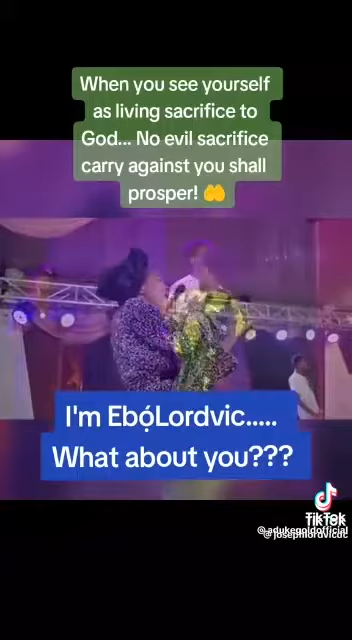 When you see yourself
as living sacrifice to
God... No evil sacrifice
carry against you shall
prosper! 🤲
I'm Ebọ́Lordvic.....
What about you???
TikTok
@adukegoldofficial